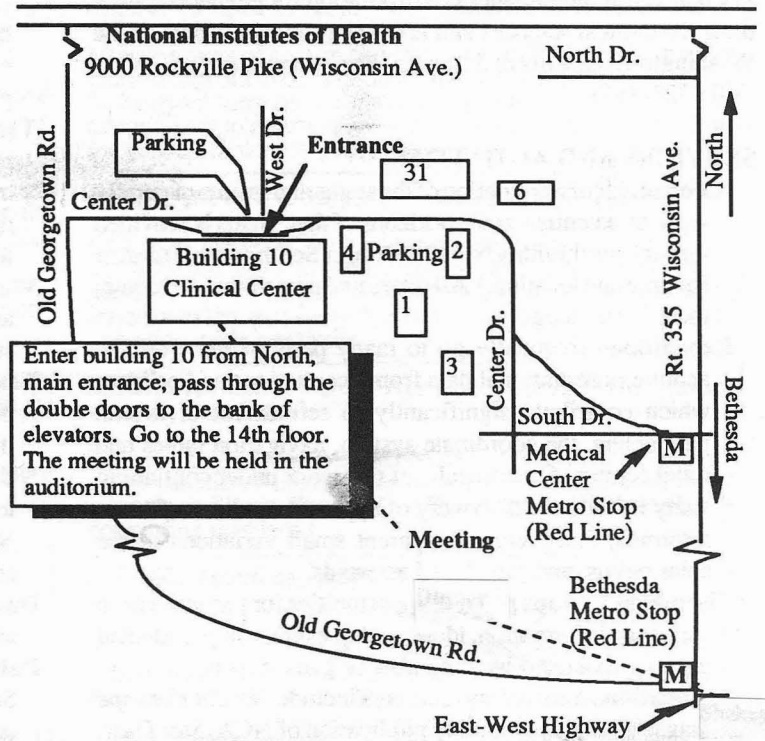 National Institutes of Health
9000 Rockville Pike (Wisconsin Ave.)
North Dr.
North
Old Georgetown Rd.
Parking
West Dr.
Entrance
Center Dr.
31
6
Rt. 355 Wisconsin Ave.
Building 10
Clinical Center
4
Parking
2
1
3
Center Dr.
Enter building 10 from North,
main entrance; pass through the
double doors to the bank of
elevators. Go to the 14th floor.
The meeting will be held in the
auditorium.
South Dr.
M
Bethesda
Medical
Center
Metro Stop
(Red Line)
Meeting
Bethesda
Metro Stop
(Red Line)
Old Georgetown Rd.
M
East-West Highway